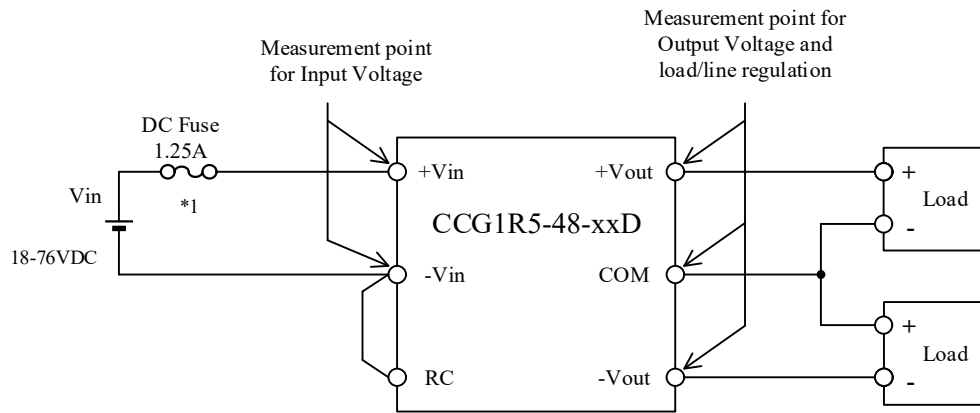 Measurement point for
Output Voltage and
load/line regulation
Measurement point
for Input Voltage
DC Fuse
1.25A
*1
Vin
18-76VDC
+Vin
-Vin
RC
CCG1R5-48-xxD
+Vout
COM
-Vout
+
Load
-
+
Load
-